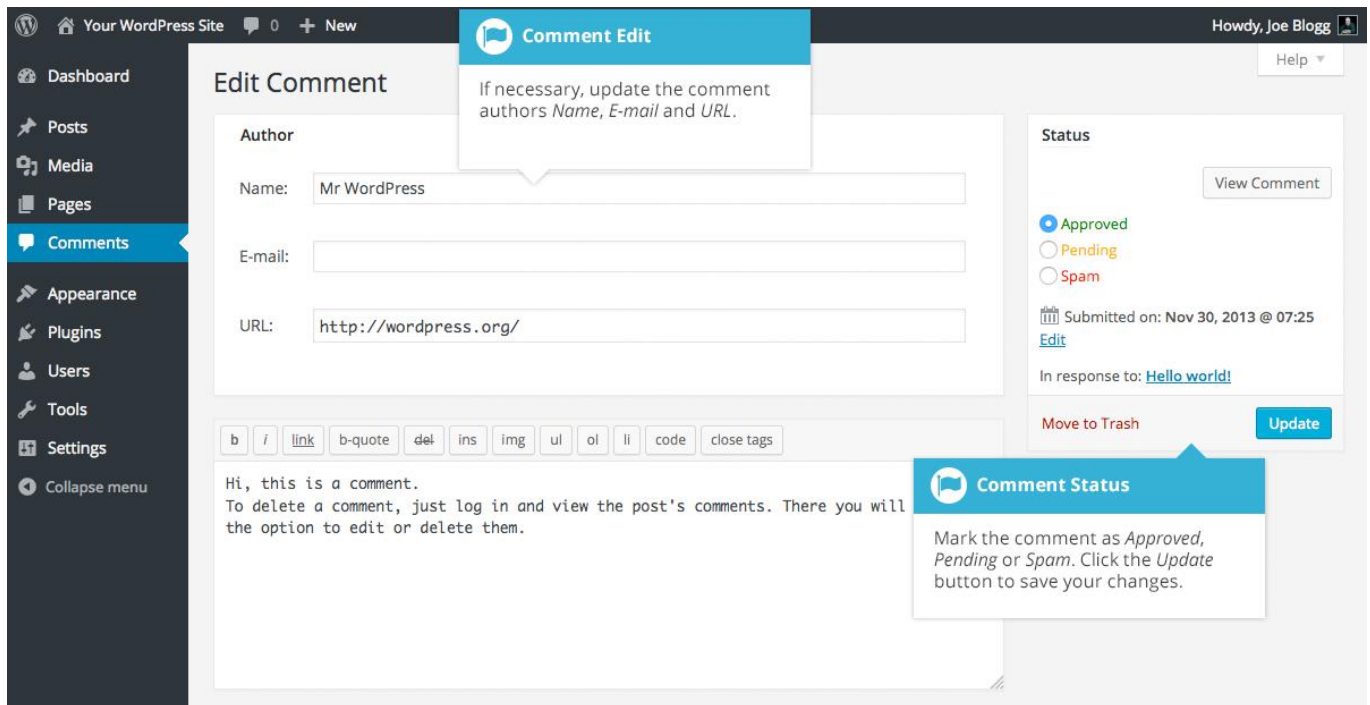 Your WordPress Site 0 + New
Howdy, Joe Blogg
Help
Dashboard
Posts
Media
Pages
Comments
Appearance
Plugins
Users
Tools
Settings
Collapse menu
Edit Comment
Comment Edit
If necessary, update the comment
authors Name, E-mail and URL.
Author
Name: Mr WordPress
E-mail:
URL: http://wordpress.org/
b i link b-quote del ins img ul ol li code close tags
Hi, this is a comment.
To delete a comment, just log in and view the post's comments. There you will
the option to edit or delete them.
Status
View Comment
Approved
Pending
Spam
Submitted on: Nov 30, 2013 @ 07:25
Edit
In response to: Hello world!
Move to Trash
Update
Comment Status
Mark the comment as Approved,
Pending or Spam. Click the Update
button to save your changes.